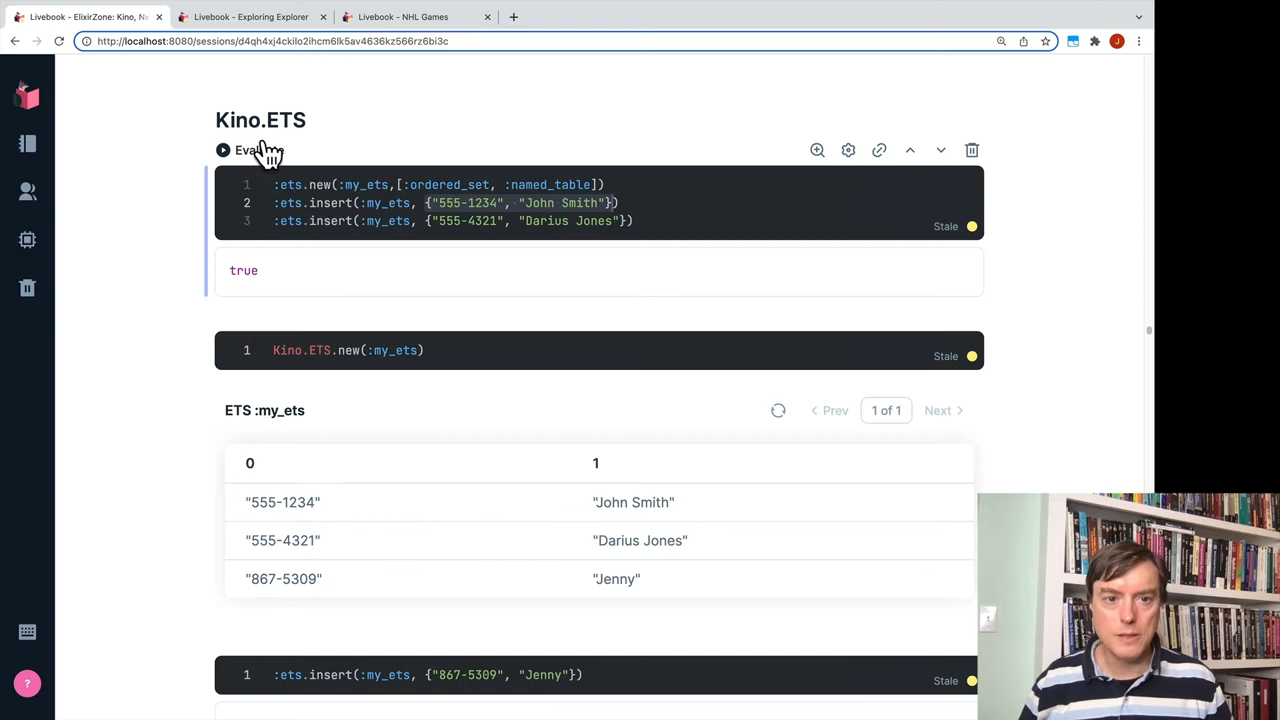 Livebook - ElixirZone: Kino, Nx
Livebook - Exploring Explorer
Livebook - NHL Games
http://localhost:8080/sessions/d4qh4xj4ckilo2ihcm6lk5av4636kz566rz6bi3c
J
Kino.ETS
1 :ets.new(:my_ets,[:ordered_set, :named_table])
2 :ets.insert(:my_ets, {"555-1234", "John Smith"})
3 :ets.insert(:my_ets, {"555-4321", "Darius Jones"})
Stale
true
1 Kino.ETS.new(:my_ets)
Stale
ETS :my_ets
Prev
1 of 1
Next
0 1
"555-1234" "John Smith"
"555-4321" "Darius Jones"
"867-5309" "Jenny"
1 :ets.insert(:my_ets, {"867-5309", "Jenny"})
Stale
?